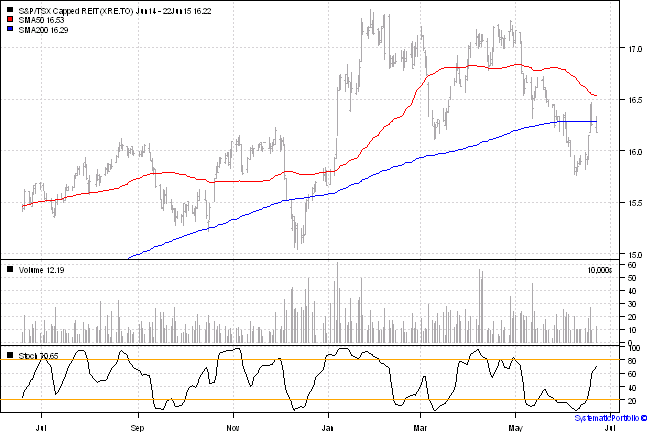 S&P/TSX Capped REIT (XRE.TO) Jun14 - 22Jun15 16.22
SMA50 16.53
SMA200 16.29
17.0
16.5
16.0
15.5
15.0
Volume 12.19
10,000s
60
50
40
30
20
10
0
Stoch 70.65
100
80
60
40
20
Jul
Sep
Nov
Jan
Mar
May
Jul
SystematicPortfolio ©